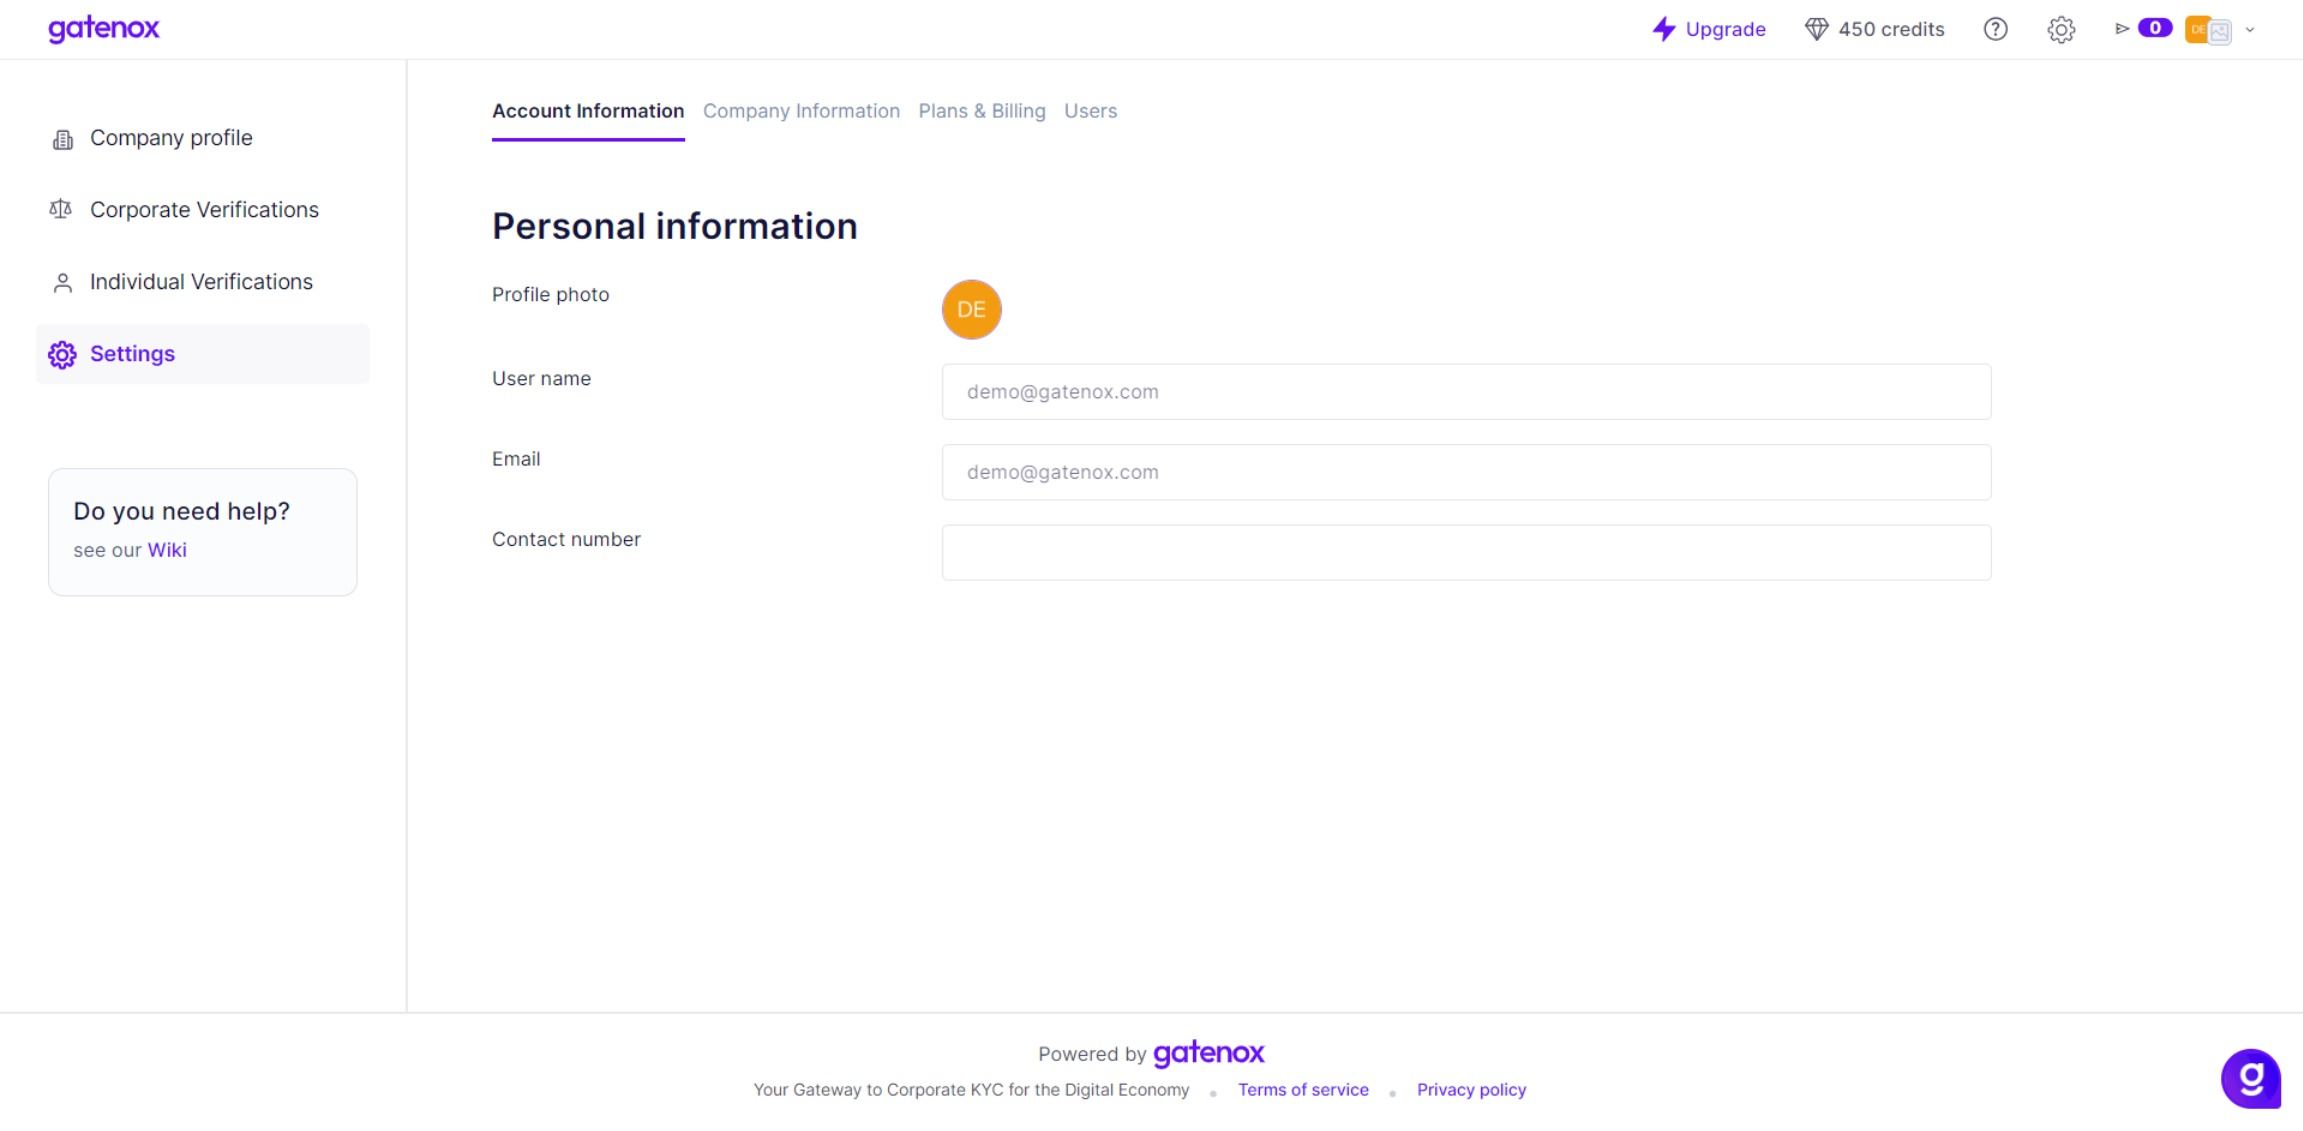 gatenox
Upgrade
450 credits
?
0
DE
Company profile
Corporate Verifications
Individual Verifications
Settings
Do you need help?
see our Wiki
Account Information Company Information Plans & Billing Users
Personal information
Profile photo
DE
User name
demo@gatenox.com
Email
demo@gatenox.com
Contact number
Powered by gatenox
Your Gateway to Corporate KYC for the Digital Economy
Terms of service
Privacy policy
g